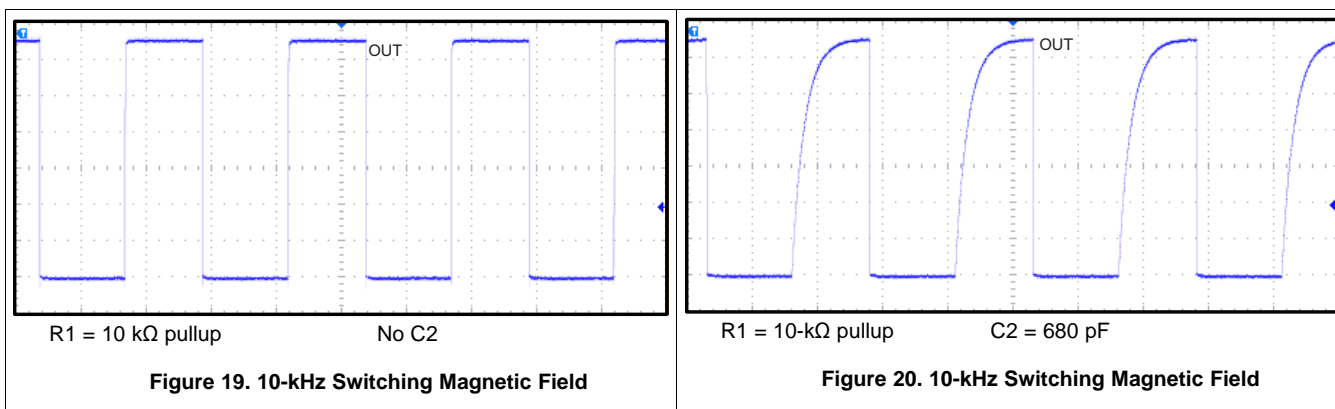 OUT
R1 = 10 kΩ pullup No C2
Figure 19. 10-kHz Switching Magnetic Field
OUT
R1 = 10-kΩ pullup C2 = 680 pF
Figure 20. 10-kHz Switching Magnetic Field